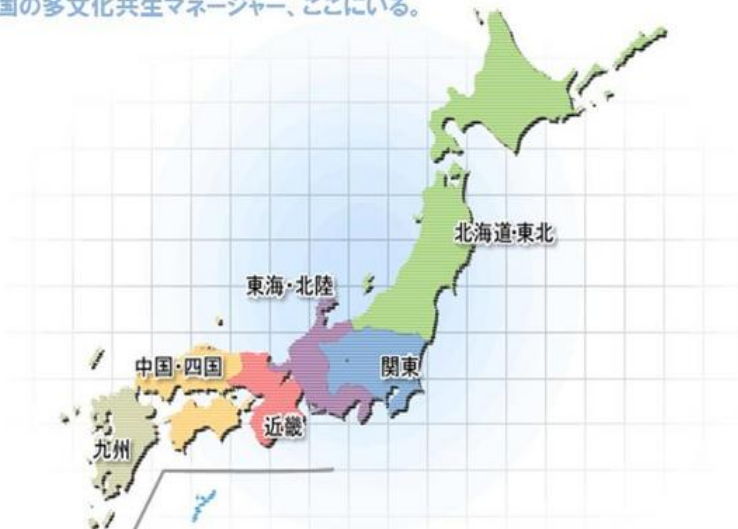 国の多文化共生マネージャー、ここにいる。
北海道・東北
東海・北陸
中国・四国
関東
近畿
九州